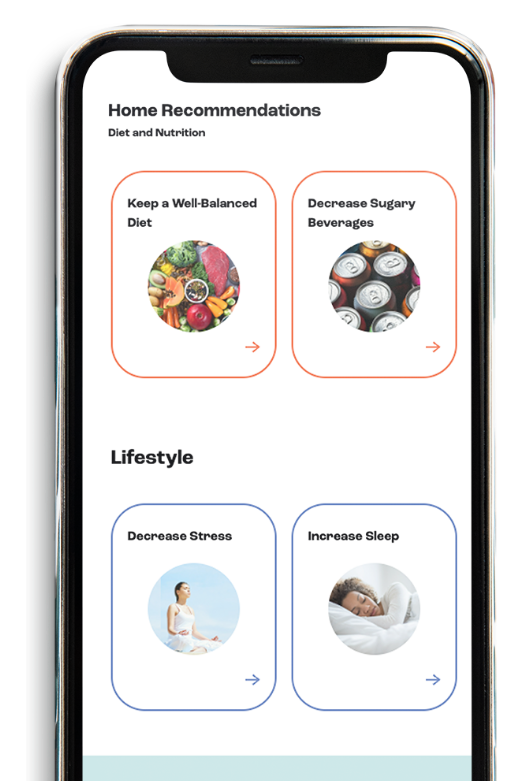 Home Recommendations
Diet and Nutrition
Keep a Well-Balanced
Diet
Decrease Sugary
Beverages
Lifestyle
Decrease Stress
Increase Sleep